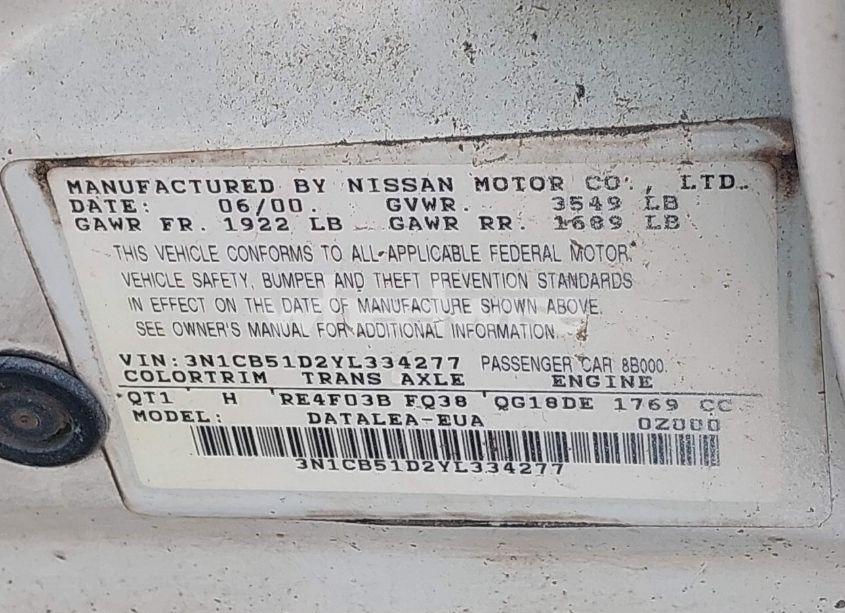 MANUFACTURED BY NISSAN MOTOR CO., LTD.
DATE: 06/00. GVWR. 3549 LB
GAWR FR. 1922 LB GAWR RR. 1689 LB
THIS VEHICLE CONFORMS TO ALL APPLICABLE FEDERAL MOTOR
VEHICLE SAFETY, BUMPER AND THEFT PREVENTION STANDARDS
IN EFFECT ON THE DATE OF MANUFACTURE SHOWN ABOVE.
SEE OWNER'S MANUAL FOR ADDITIONAL INFORMATION.
VIN:3N1CB51D2YL334277 PASSENGER CAR 8B000
COLORTRIM TRANS AXLE ENGINE
QT1 H RE4F03B FQ38 QG18DE 1769 CC
MODEL: DATALEA-EUA 0Z000
3N1CB51D2YL334277